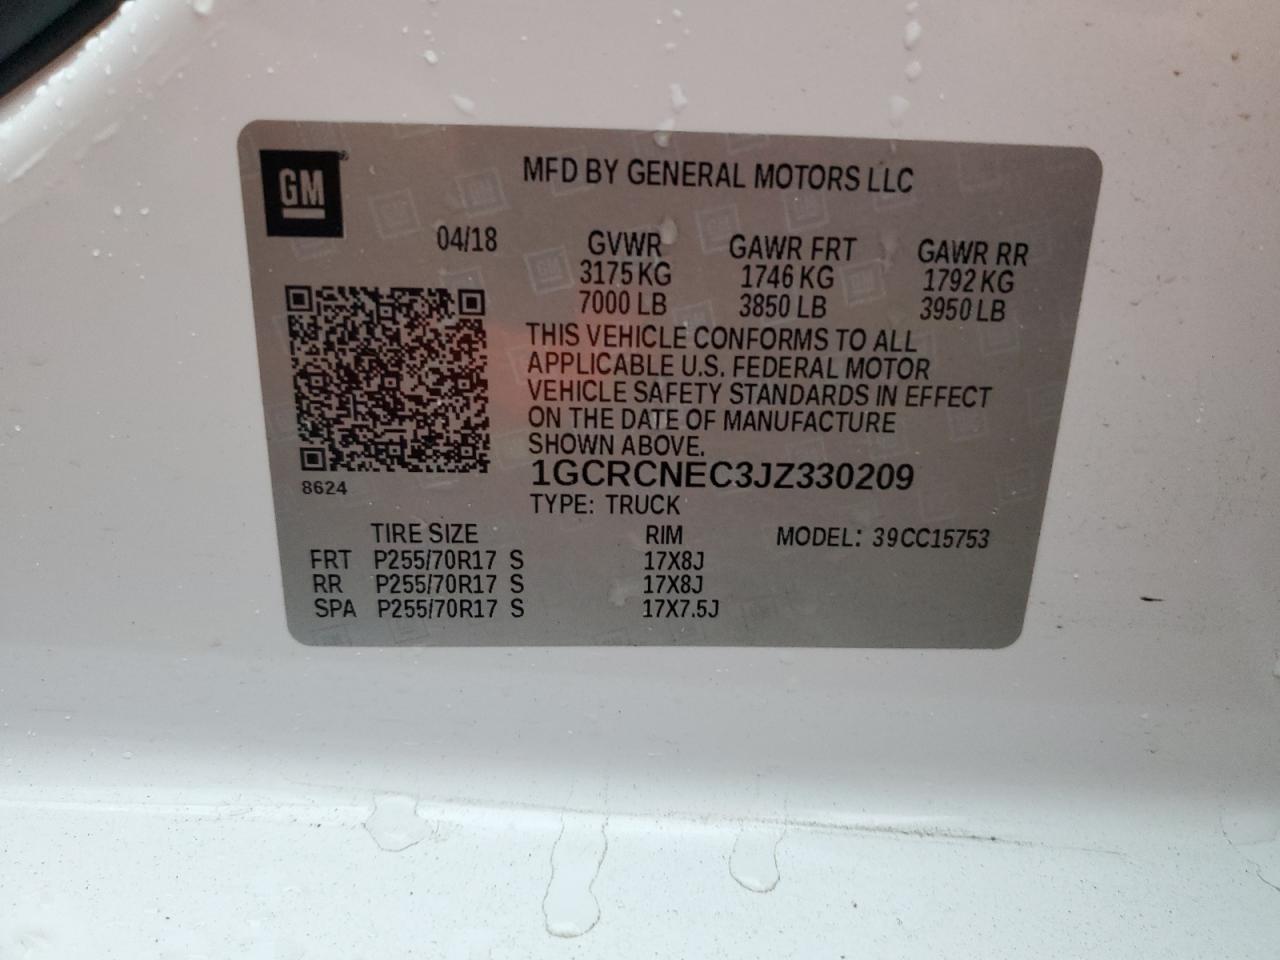 GM®
MFD BY GENERAL MOTORS LLC
04/18 GVWR GAWR FRT GAWR RR
3175 KG 1746 KG 1792 KG
7000 LB 3850 LB 3950 LB
THIS VEHICLE CONFORMS TO ALL
APPLICABLE U.S. FEDERAL MOTOR
VEHICLE SAFETY STANDARDS IN EFFECT
ON THE DATE OF MANUFACTURE
SHOWN ABOVE.
8624
1GCRCNEC3JZ330209
TYPE: TRUCK
TIRE SIZE RIM MODEL: 39CC15753
FRT P255/70R17 S 17X8J
RR P255/70R17 S 17X8J
SPA P255/70R17 S 17X7.5J